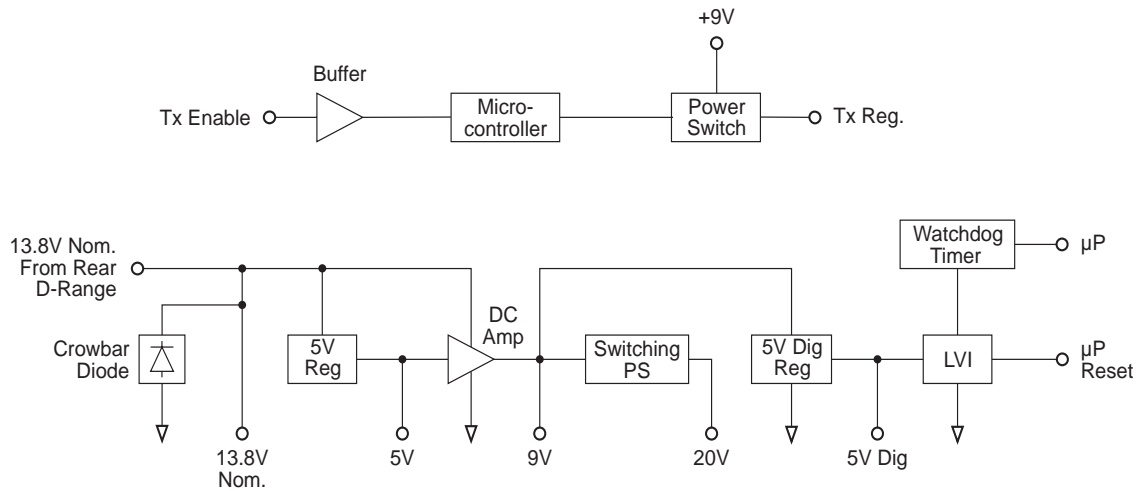 +9V
Buffer
Tx Enable
Micro-
controller
Power
Switch
Tx Reg.
13.8V Nom.
From Rear
D-Range
Watchdog
Timer
µP
DC
Amp
Crowbar
Diode
5V
Reg
Switching
PS
5V Dig
Reg
LVI
µP
Reset
13.8V
Nom.
5V
9V
20V
5V Dig